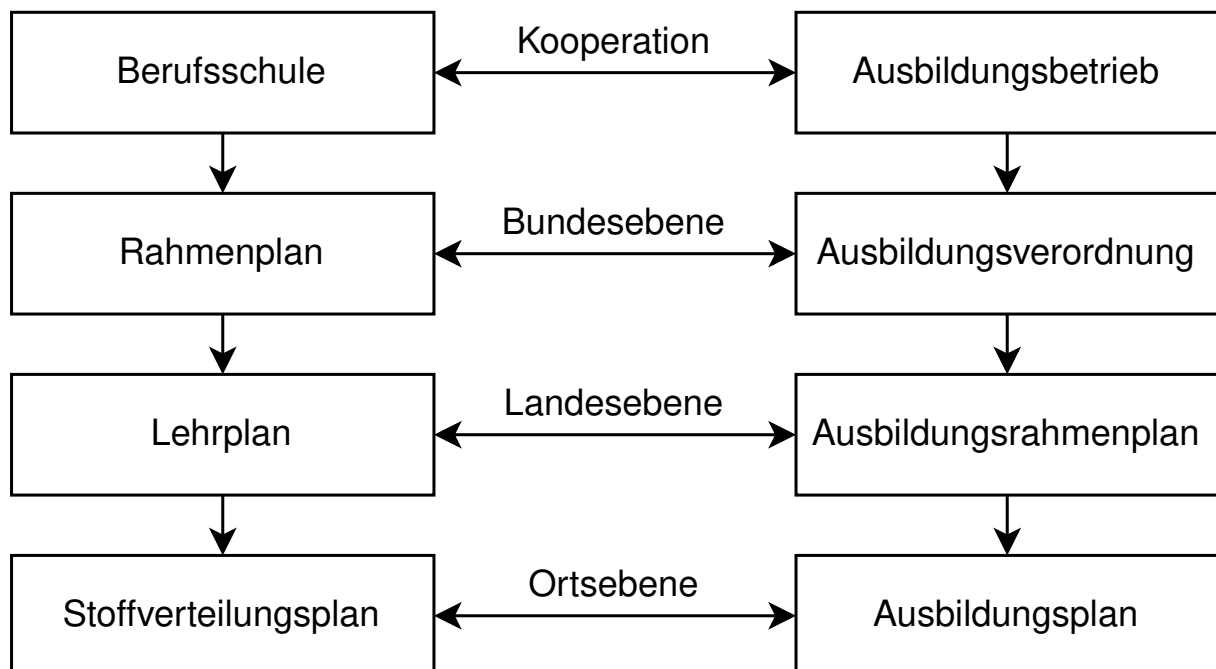 Berufsschule
Kooperation
Ausbildungsbetrieb
Rahmenplan
Bundesebene
Ausbildungsverordnung
Lehrplan
Landesebene
Ausbildungsrahmenplan
Stoffverteilungsplan
Ortsebene
Ausbildungsplan